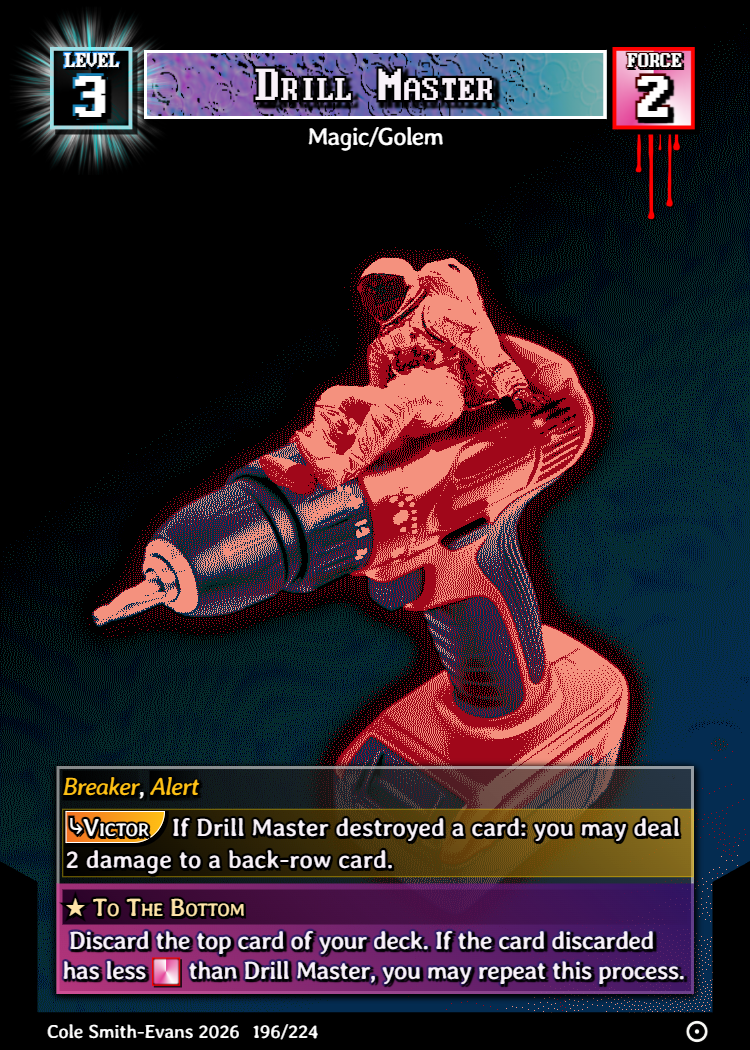 LEVEL
3
DRILL MASTER
FORCE
2
Magic/Golem
Breaker, Alert
↳VICTOR If Drill Master destroyed a card: you may deal
2 damage to a back-row card.
★ TO THE BOTTOM
Discard the top card of your deck. If the card discarded
has less than Drill Master, you may repeat this process.
Cole Smith-Evans 2026 196/224